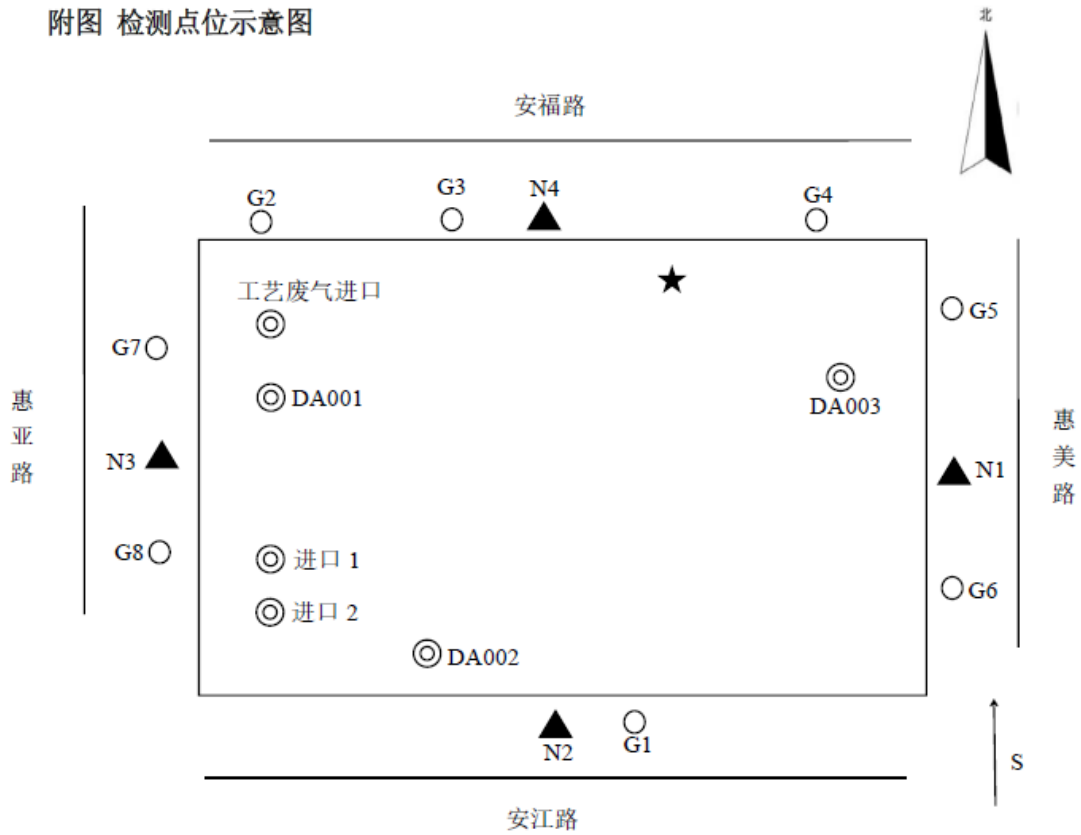 附图 检测点位示意图
北
安福路
G2
G3
N4
G4
工艺废气进口
G5
G7
DA001
DA003
惠亚路
惠美路
N3
N1
G8
进口 1
G6
进口 2
DA002
N2
G1
S
安江路